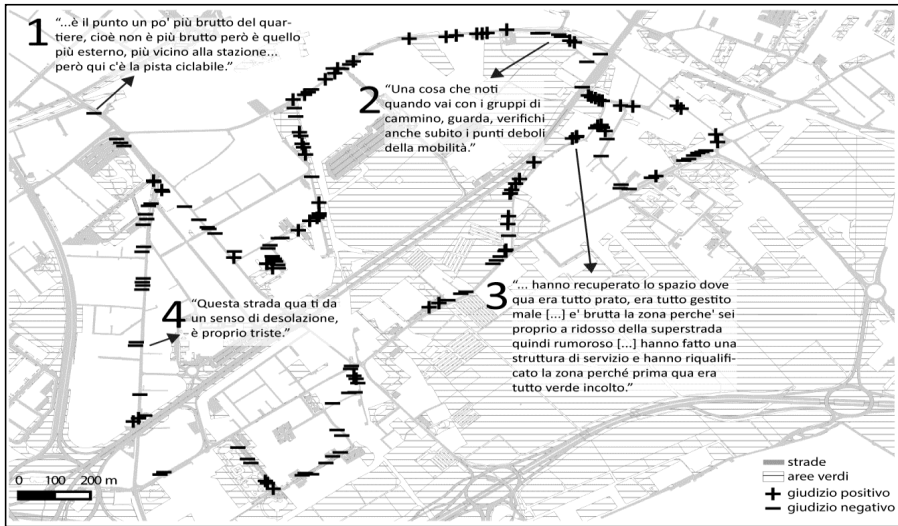 1
"...è il punto un po' più brutto del quar-
tiere, cioè non è più brutto però è quello
più esterno, più vicino alla stazione...
però qui c'è la pista ciclabile."
2
"Una cosa che noti
quando vai con i gruppi di
cammino, guarda, verifichi
anche subito i punti deboli
della mobilità."
3
"... hanno recuperato lo spazio dove
qua era tutto prato, era tutto gestito
male [...] e' brutta la zona perche' sei
proprio a ridosso della superstrada
quindi rumoroso [...] hanno fatto una
struttura di servizio e hanno riqualifi-
cato la zona perché prima qua era
tutto verde incolto."
4
"Questa strada qua ti da
un senso di desolazione,
è proprio triste."
strade
aree verdi
giudizio positivo
giudizio negativo
0 100 200 m